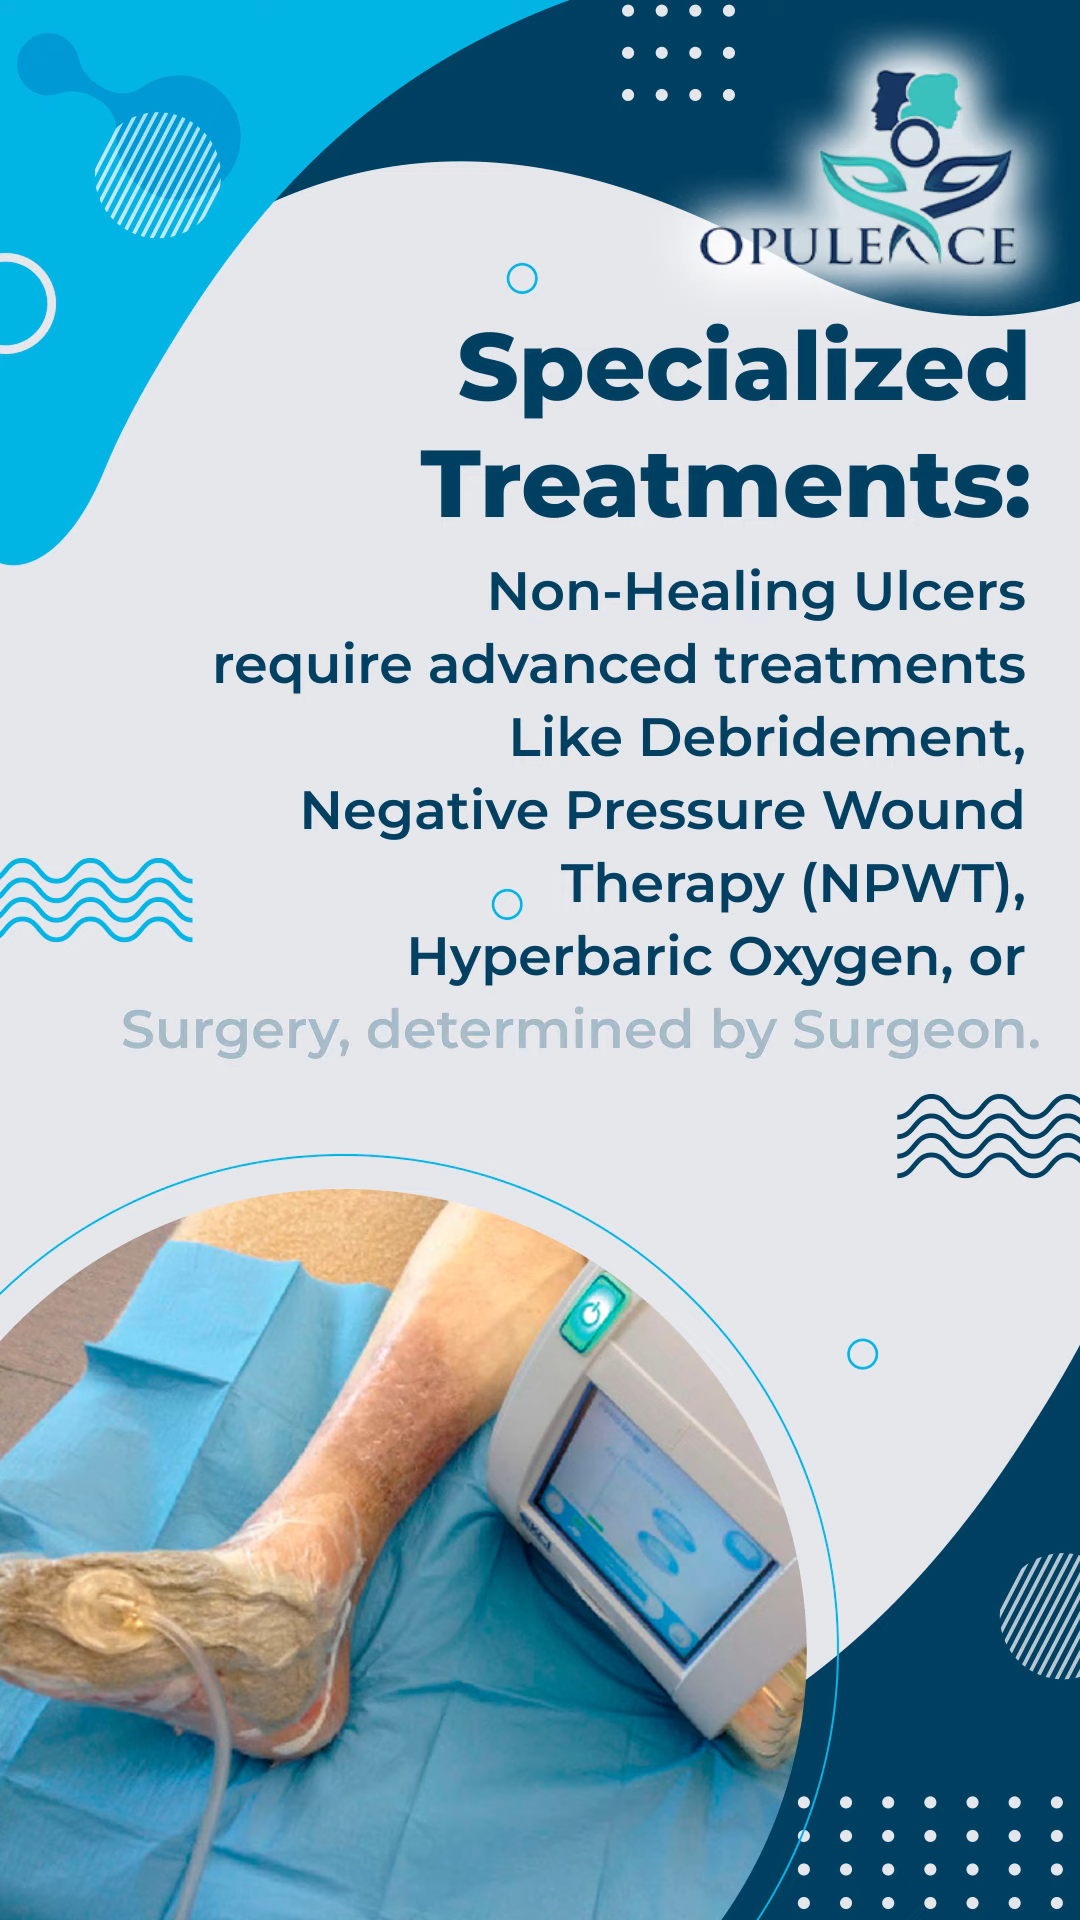 OPULENCE
Specialized
Treatments:
Non-Healing Ulcers
require advanced treatments
Like Debridement,
Negative Pressure Wound
Therapy (NPWT),
Hyperbaric Oxygen, or
Surgery, determined by Surgeon.